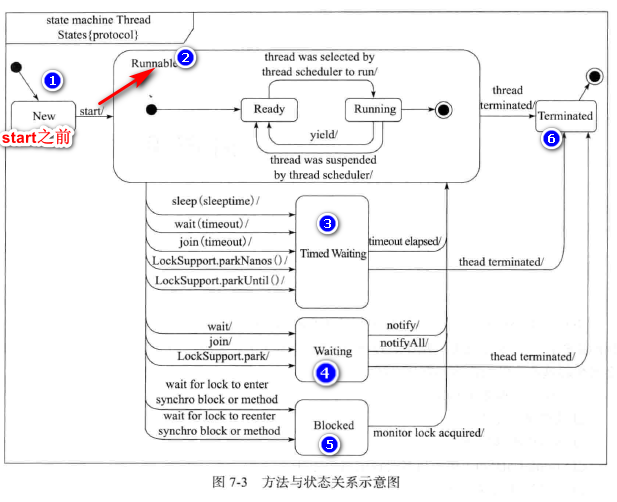 state machine Thread
States{protocol}
1
2
Runnable
thread was selected by
thread scheduler to run/
New
start/
start之前
Ready
Running
yield/
thread was suspended
by thread scheduler/
thread
terminated/
Terminated
6
sleep(sleeptime)/
wait(timeout)/
join(timeout)/
LockSupport.parkNanos()/
LockSupport.parkUntil()/
3
Timed Waiting
timeout elapsed/
thead terminated/
wait/
join/
LockSupport.park/
Waiting
4
notify/
notifyAll/
thead terminated/
wait for lock to enter
synchro block or method
wait for lock to reenter
synchro block or method
Blocked
5
monitor lock acquired/
图 7-3 方法与状态关系示意图